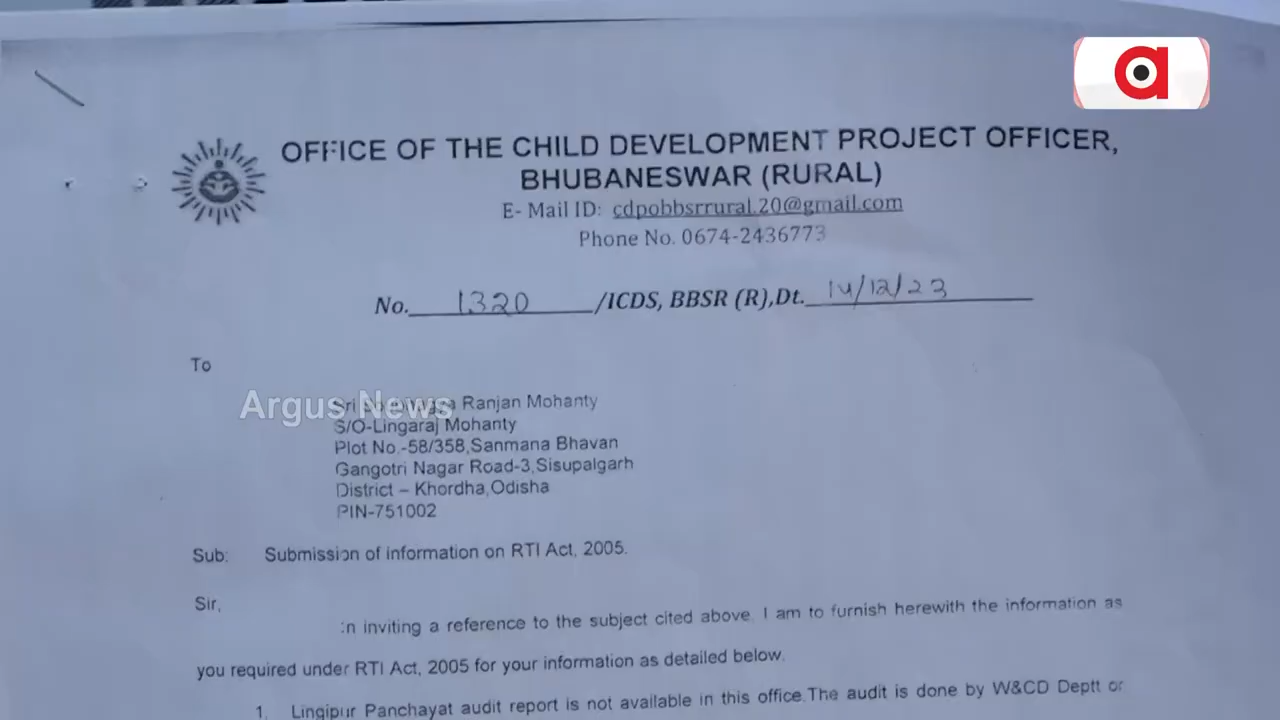 a
OFFICE OF THE CHILD DEVELOPMENT PROJECT OFFICER,
BHUBANESWAR (RURAL)
E- Mail ID: cdpobbsrrural.20@gmail.com
Phone No. 0674-2436773
No. 1320 /ICDS, BBSR (R),Dt. 14/12/23
To
Argus News
Sri Ranjan Mohanty
S/O-Lingaraj Mohanty
Plot No.-58/358,Sanmana Bhavan
Gangotri Nagar Road-3,Sisupalgarh
District – Khordha,Odisha
PIN-751002
Sub: Submission of information on RTI Act, 2005.
Sir,
In inviting a reference to the subject cited above. I am to furnish herewith the information as
you required under RTI Act, 2005 for your information as detailed below.
1. Lingipur Panchayat audit report is not available in this office.The audit is done by W&CD Deptt or